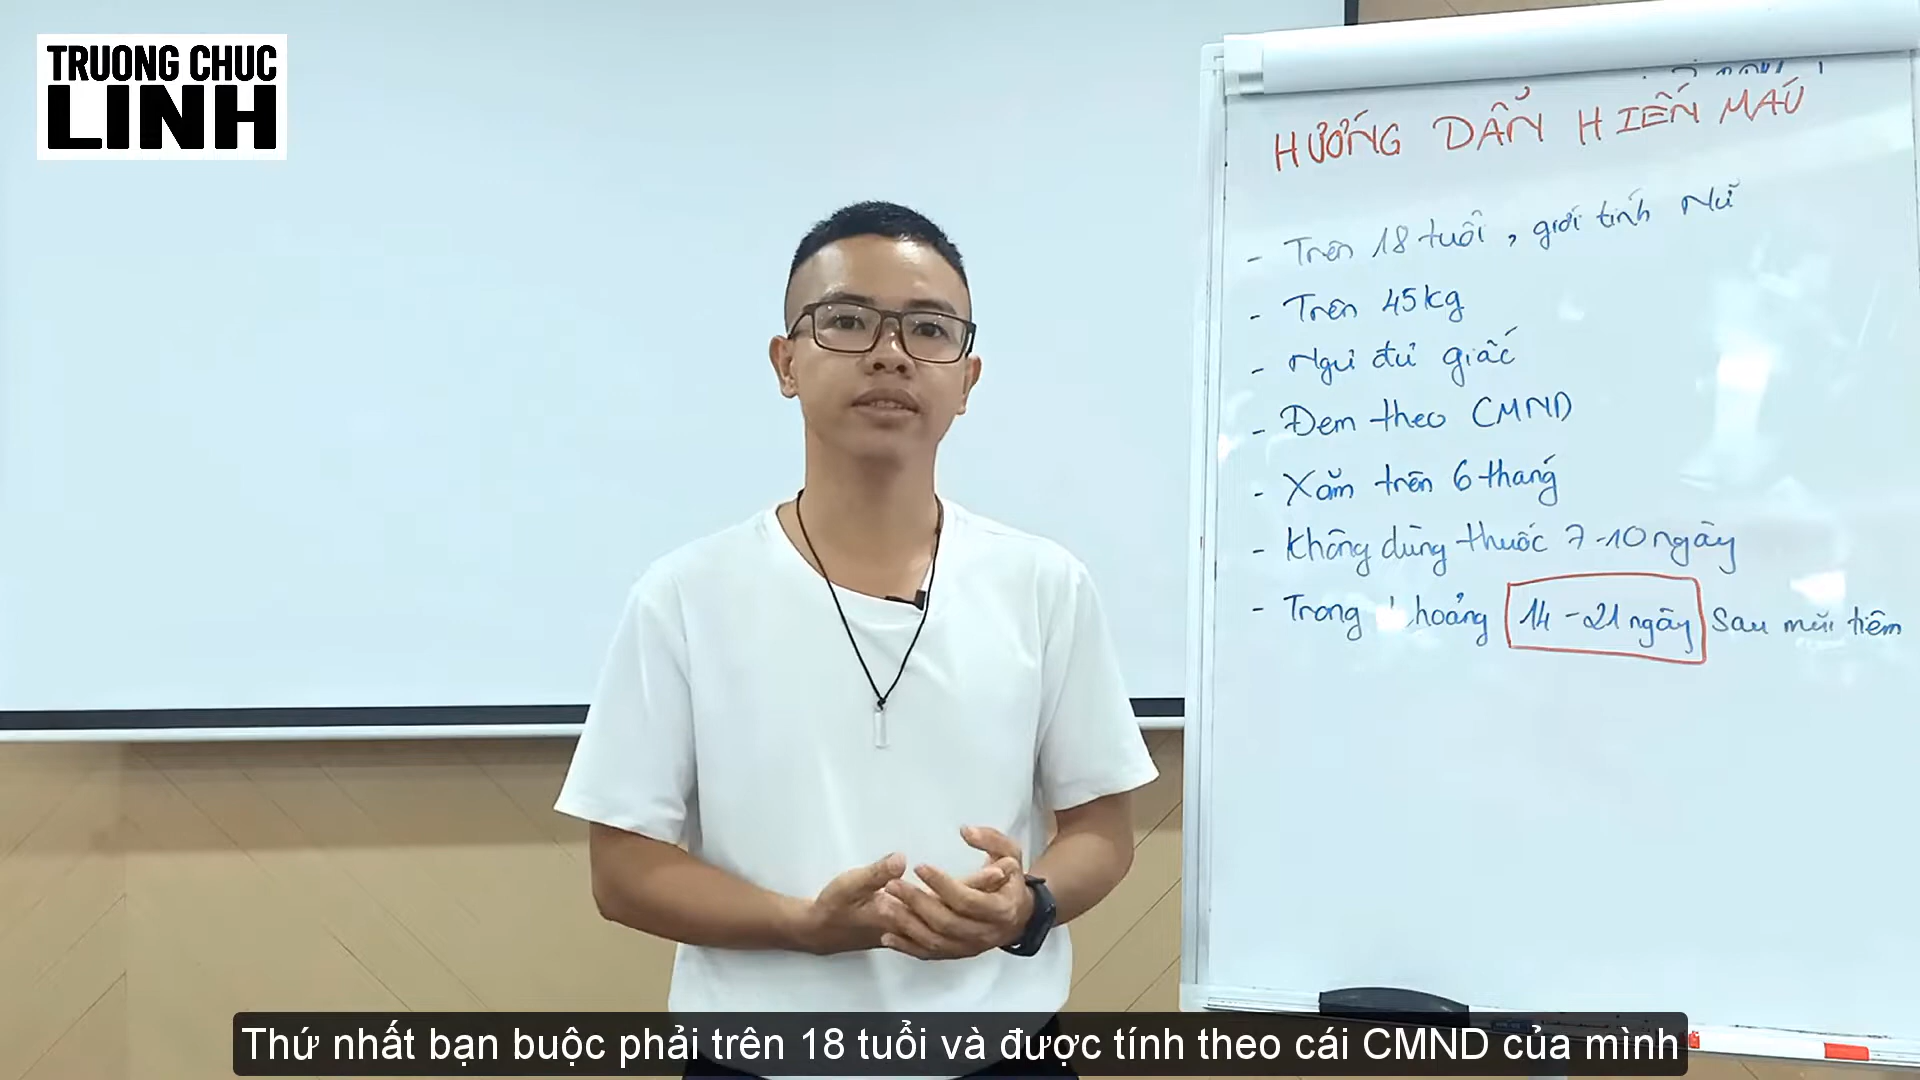 TRUONG CHUC
LINH
HƯỚNG DẪN HIẾN MÁU
- Trên 18 tuổi, giới tính Nữ
- Trên 45kg
- Ngủ đủ giấc
- Đem theo CMND
- Xăm trên 6 tháng
- Không dùng thuốc 7-10 ngày
- Trong hoảng 14-21 ngày Sau mũi tiêm
Thứ nhất bạn buộc phải trên 18 tuổi và được tính theo cái CMND của mình